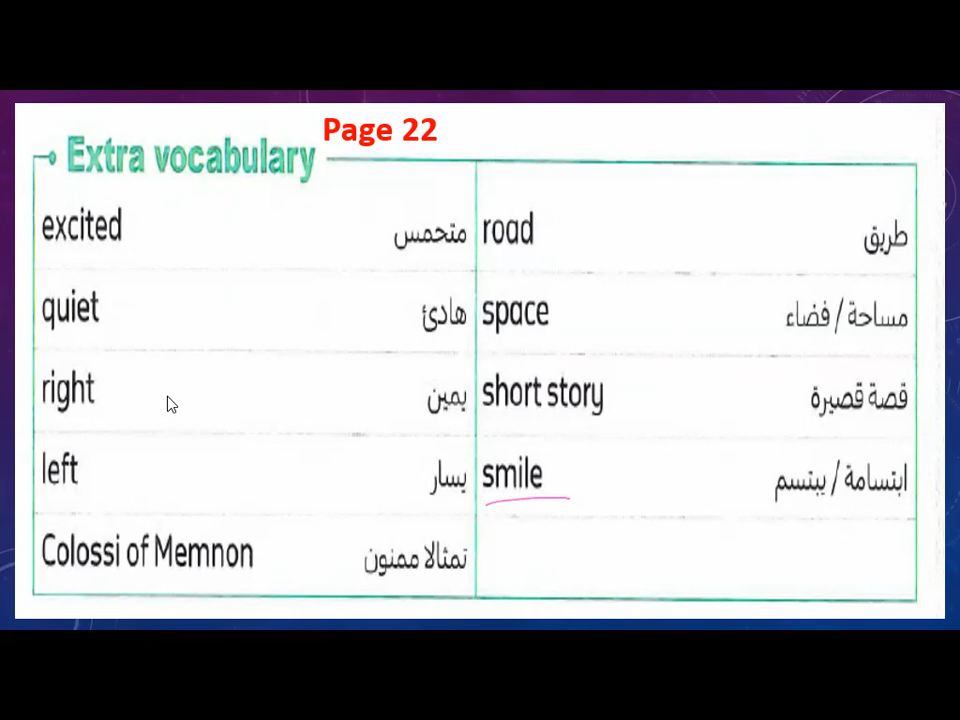 Page 22
Extra vocabulary
excited متحمس road طريق
quiet هادئ space مساحة / فضاء
right يمين short story قصة قصيرة
left يسار smile ابتسامة / يبتسم
Colossi of Memnon تمثالا ممنون